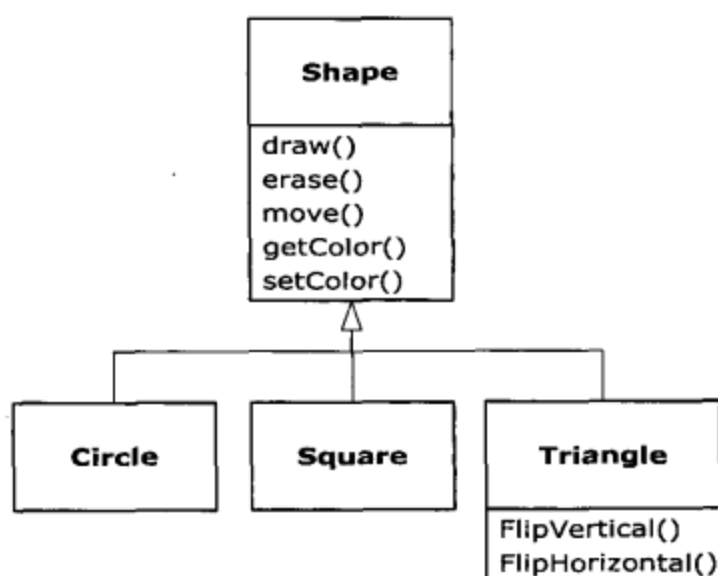 Shape
draw()
erase()
move()
getColor()
setColor()
Circle
Square
Triangle
FlipVertical()
FlipHorizontal()